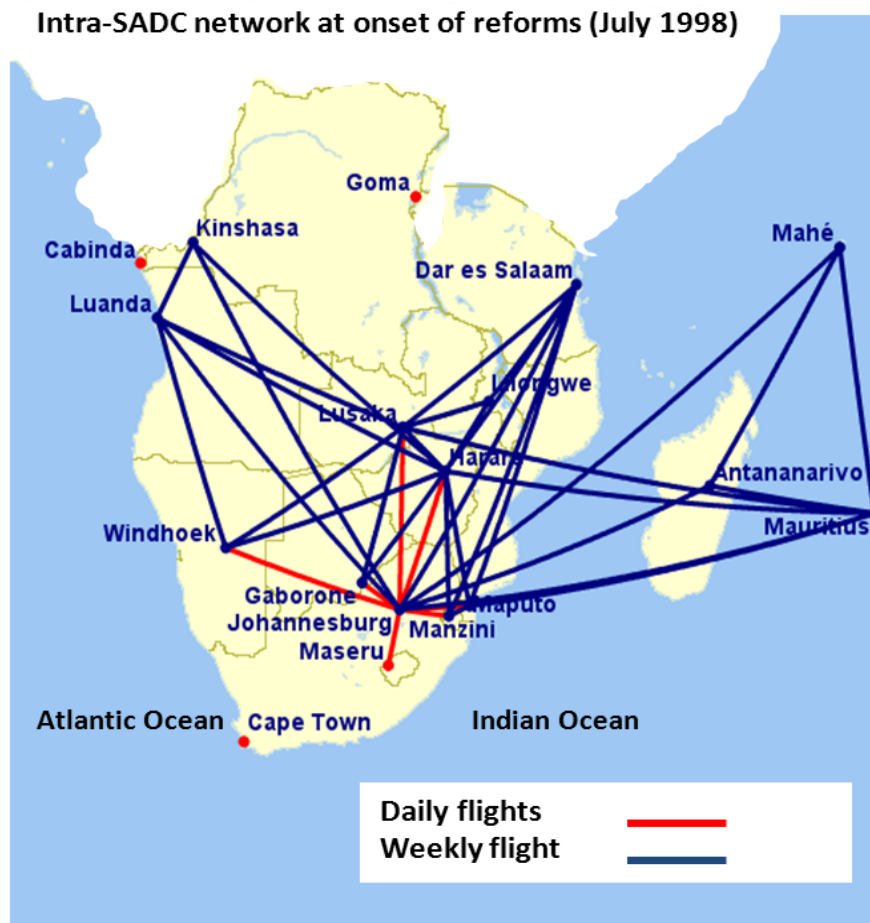 Intra-SADC network at onset of reforms (July 1998)
Goma
Kinshasa
Mahé
Cabinda
Dar es Salaam
Luanda
Lilongwe
Lusaka
Harare
Antananarivo
Mauritius
Windhoek
Gaborone
Maputo
Johannesburg
Manzini
Maseru
Atlantic Ocean
Cape Town
Indian Ocean
Daily flights
Weekly flight